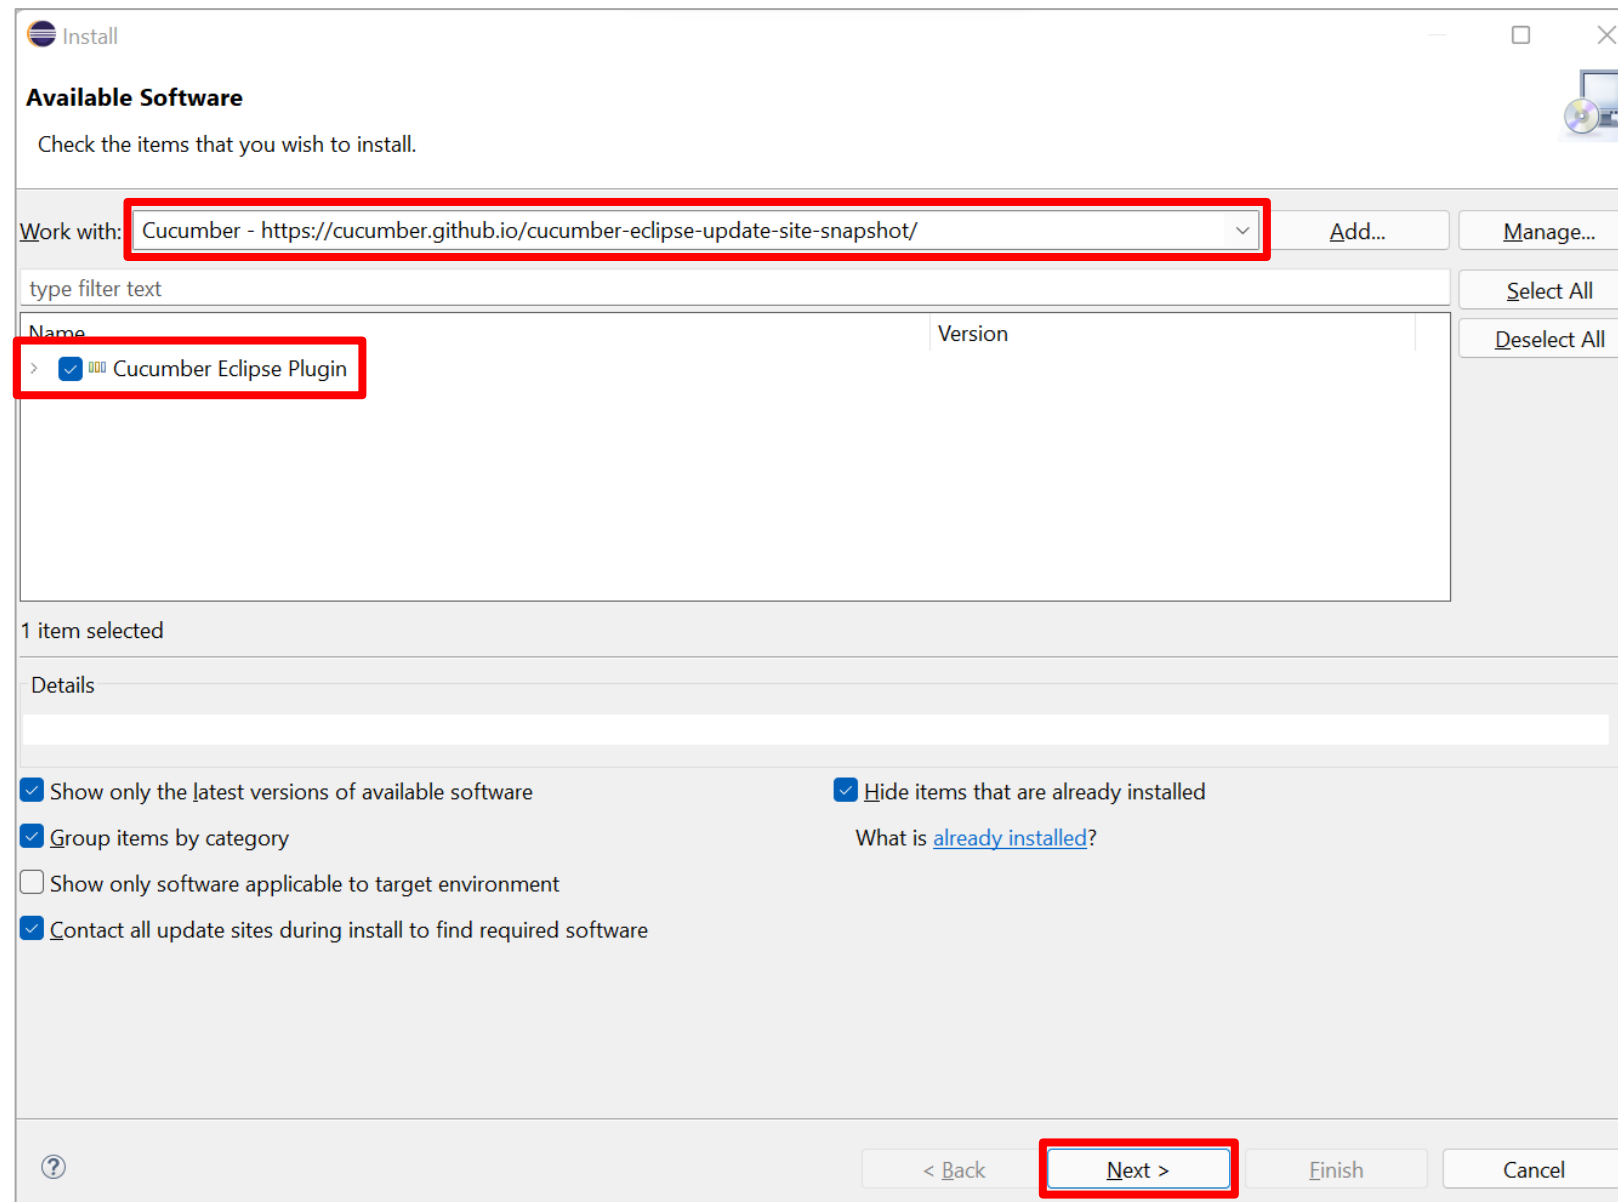 Install
Available Software
Check the items that you wish to install.
Work with: Cucumber - https://cucumber.github.io/cucumber-eclipse-update-site-snapshot/ Add... Manage...
type filter text Select All
Name Version Deselect All
Cucumber Eclipse Plugin
1 item selected
Details
Show only the latest versions of available software Hide items that are already installed
Group items by category What is already installed?
Show only software applicable to target environment
Contact all update sites during install to find required software
? < Back Next > Finish Cancel